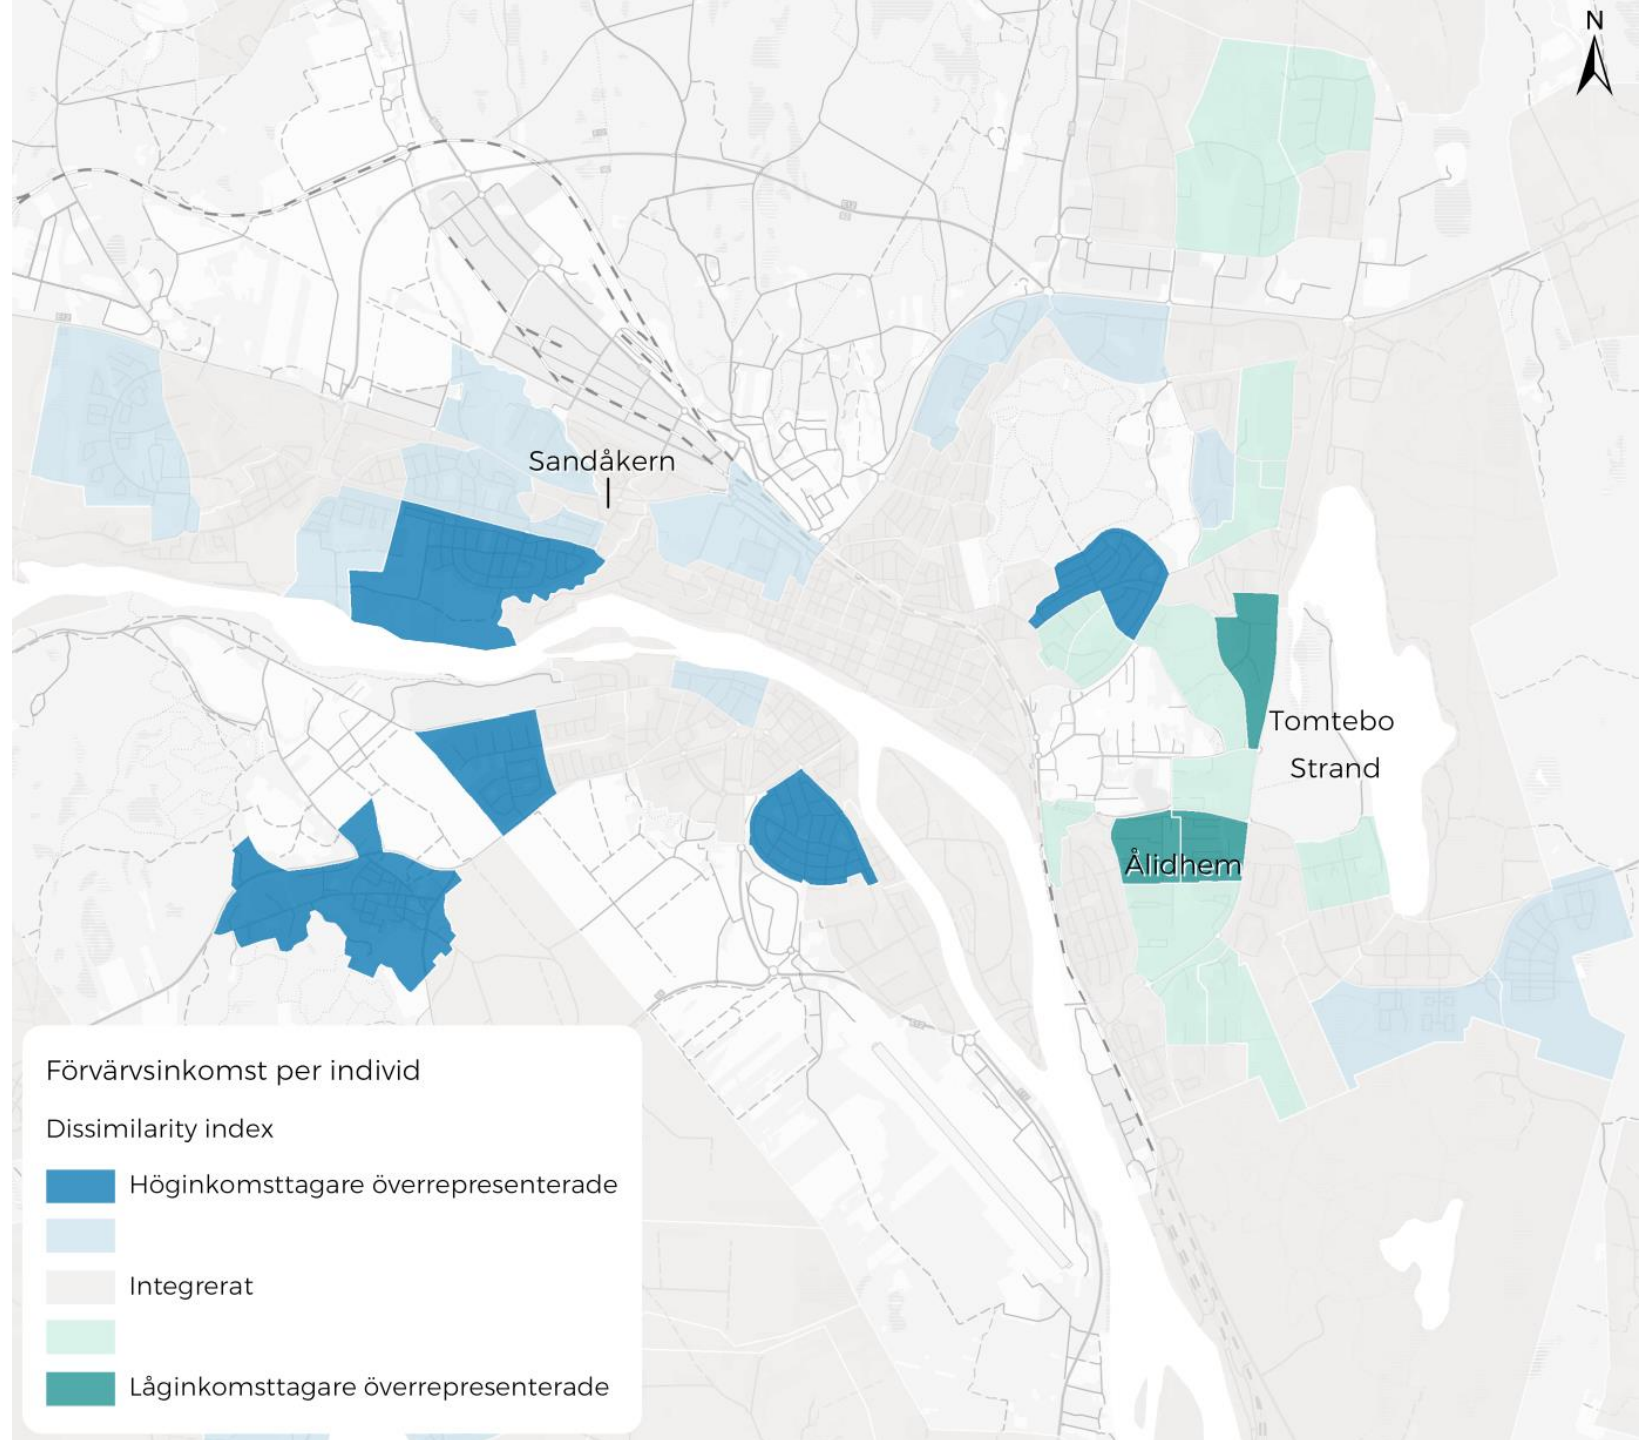 N
Sandåkern
Tomtebo
Strand
Ålidhem
Förvärvsinkomst per individ
Dissimilarity index
Höginkomsttagare överrepresenterade
Integrerat
Låginkomsttagare överrepresenterade